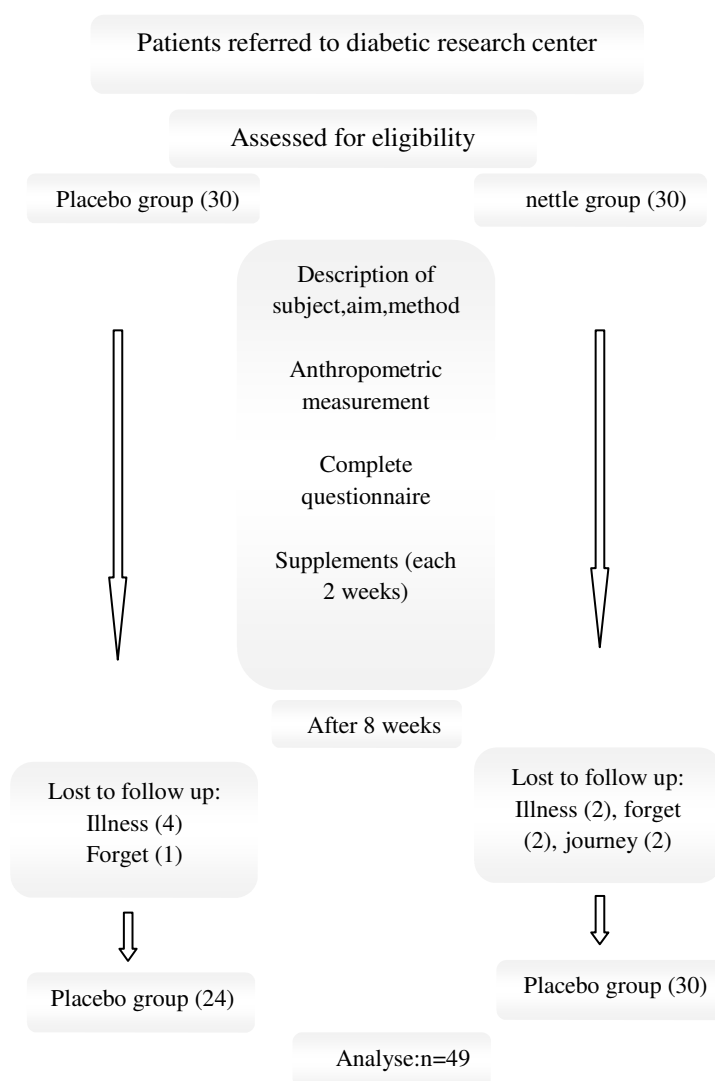 Patients referred to diabetic research center
Assessed for eligibility
Placebo group (30)
nettle group (30)
Description of
subject,aim,method
Anthropometric
measurement
Complete
questionnaire
Supplements (each
2 weeks)
After 8 weeks
Lost to follow up:
Illness (4)
Forget (1)
Lost to follow up:
Illness (2), forget
(2), journey (2)
Placebo group (24)
Placebo group (30)
Analyse:n=49